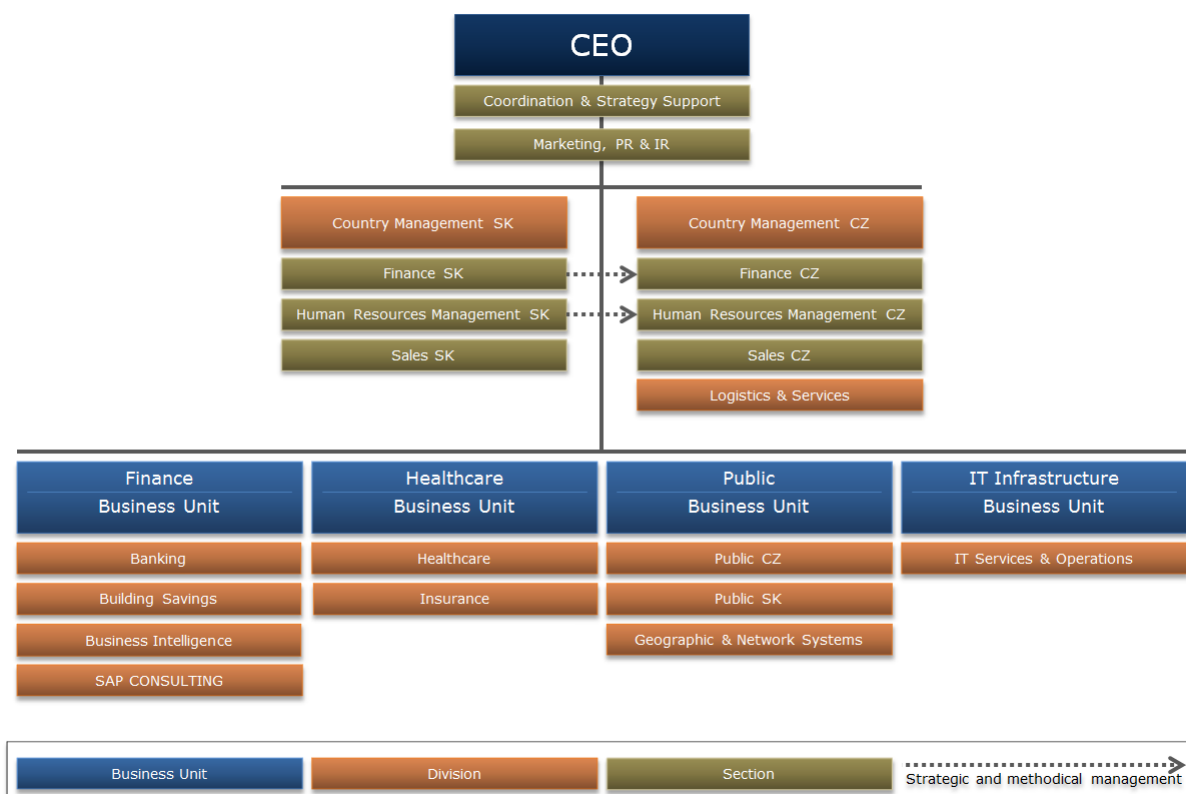 CEO
Coordination & Strategy Support
Marketing, PR & IR
Country Management SK
Finance SK
Human Resources Management SK
Sales SK
Country Management CZ
Finance CZ
Human Resources Management CZ
Sales CZ
Logistics & Services
Finance
Business Unit
Banking
Building Savings
Business Intelligence
SAP CONSULTING
Healthcare
Business Unit
Healthcare
Insurance
Public
Business Unit
Public CZ
Public SK
Geographic & Network Systems
IT Infrastructure
Business Unit
IT Services & Operations
Business Unit
Division
Section
Strategic and methodical management